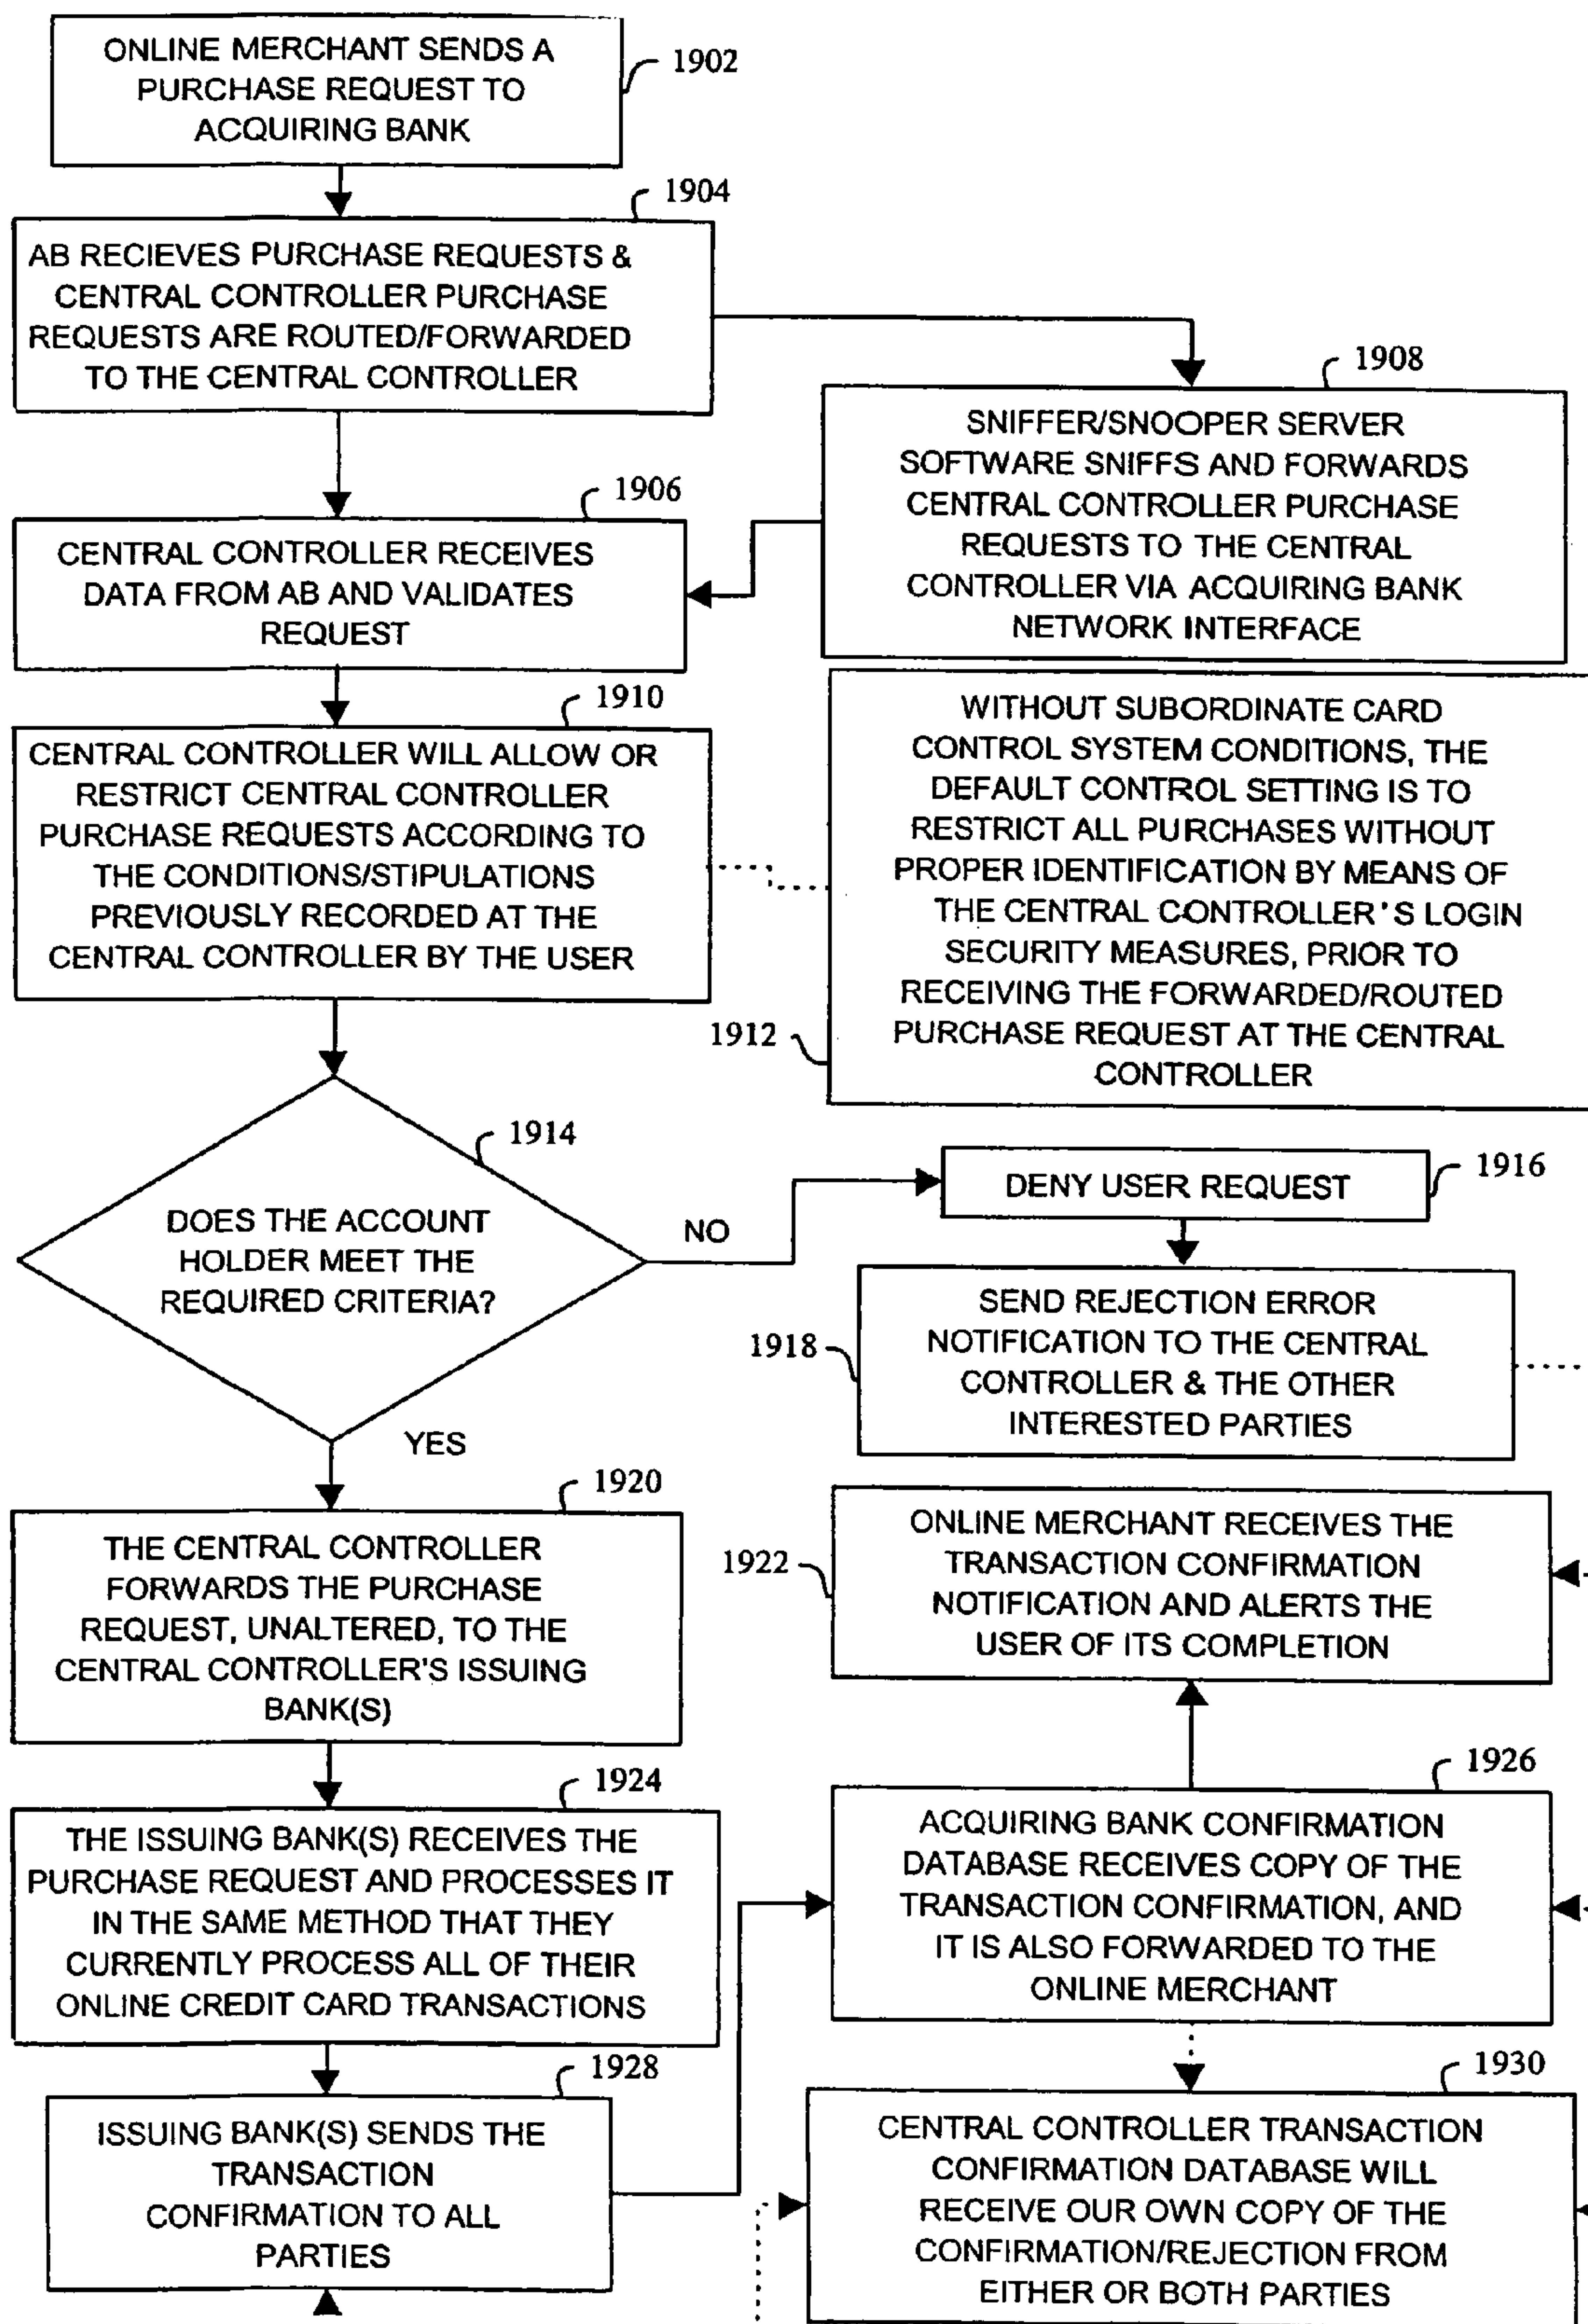 ONLINE MERCHANT SENDS A
PURCHASE REQUEST TO
ACQUIRING BANK
1902
1904
AB RECIEVES PURCHASE REQUESTS &
CENTRAL CONTROLLER PURCHASE
REQUESTS ARE ROUTED/FORWARDED
TO THE CENTRAL CONTROLLER
1908
SNIFFER/SNOOPER SERVER
SOFTWARE SNIFFS AND FORWARDS
CENTRAL CONTROLLER PURCHASE
REQUESTS TO THE CENTRAL
CONTROLLER VIA ACQUIRING BANK
NETWORK INTERFACE
1906
CENTRAL CONTROLLER RECEIVES
DATA FROM AB AND VALIDATES
REQUEST
1910
CENTRAL CONTROLLER WILL ALLOW OR
RESTRICT CENTRAL CONTROLLER
PURCHASE REQUESTS ACCORDING TO
THE CONDITIONS/STIPULATIONS
PREVIOUSLY RECORDED AT THE
CENTRAL CONTROLLER BY THE USER
WITHOUT SUBORDINATE CARD
CONTROL SYSTEM CONDITIONS, THE
DEFAULT CONTROL SETTING IS TO
RESTRICT ALL PURCHASES WITHOUT
PROPER IDENTIFICATION BY MEANS OF
THE CENTRAL CONTROLLER'S LOGIN
SECURITY MEASURES, PRIOR TO
RECEIVING THE FORWARDED/ROUTED
PURCHASE REQUEST AT THE CENTRAL
CONTROLLER
1912
1914
DOES THE ACCOUNT
HOLDER MEET THE
REQUIRED CRITERIA?
NO
DENY USER REQUEST
1916
SEND REJECTION ERROR
NOTIFICATION TO THE CENTRAL
CONTROLLER & THE OTHER
INTERESTED PARTIES
1918
YES
1920
THE CENTRAL CONTROLLER
FORWARDS THE PURCHASE
REQUEST, UNALTERED, TO THE
CENTRAL CONTROLLER'S ISSUING
BANK(S)
1922
ONLINE MERCHANT RECEIVES THE
TRANSACTION CONFIRMATION
NOTIFICATION AND ALERTS THE
USER OF ITS COMPLETION
1924
THE ISSUING BANK(S) RECEIVES THE
PURCHASE REQUEST AND PROCESSES IT
IN THE SAME METHOD THAT THEY
CURRENTLY PROCESS ALL OF THEIR
ONLINE CREDIT CARD TRANSACTIONS
1926
ACQUIRING BANK CONFIRMATION
DATABASE RECEIVES COPY OF THE
TRANSACTION CONFIRMATION, AND
IT IS ALSO FORWARDED TO THE
ONLINE MERCHANT
1928
ISSUING BANK(S) SENDS THE
TRANSACTION
CONFIRMATION TO ALL
PARTIES
1930
CENTRAL CONTROLLER TRANSACTION
CONFIRMATION DATABASE WILL
RECEIVE OUR OWN COPY OF THE
CONFIRMATION/REJECTION FROM
EITHER OR BOTH PARTIES